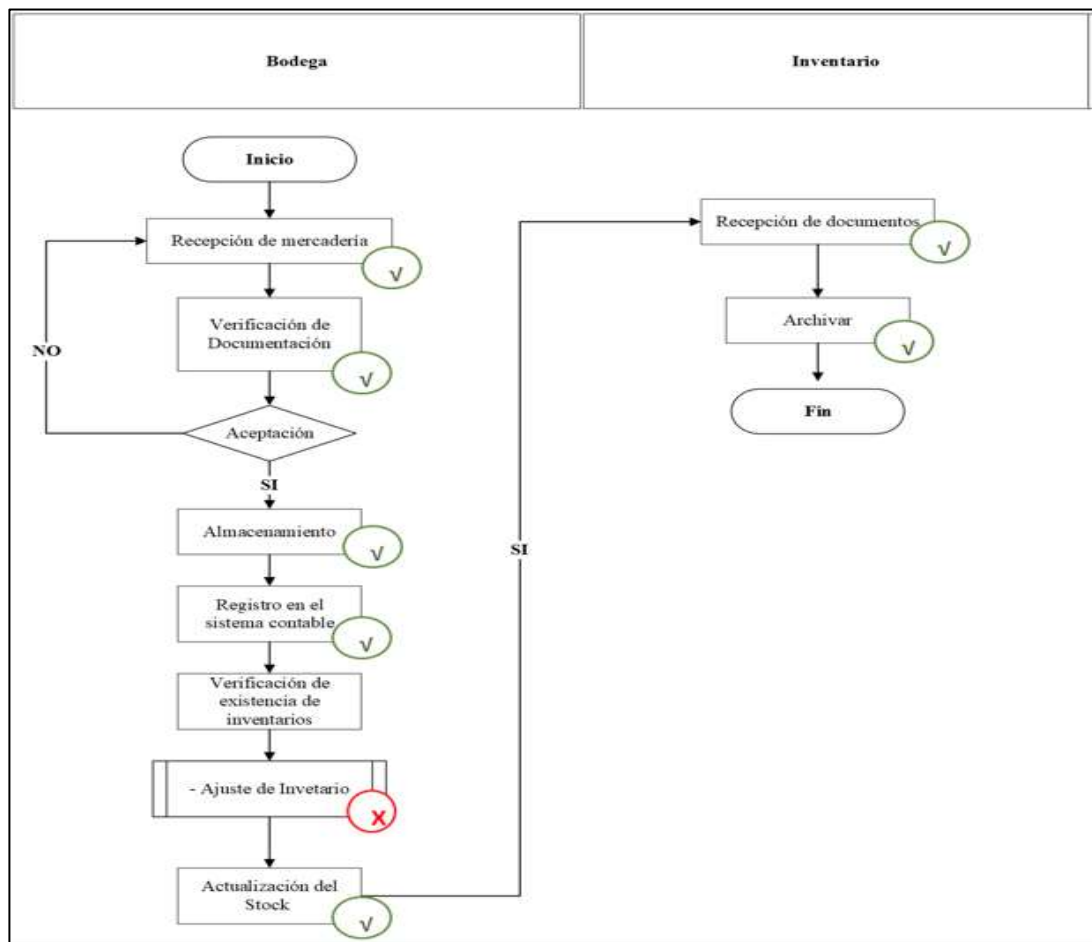 Bodega
Inventario
Inicio
Recepción de mercadería
√
Verificación de
Documentación
√
NO
Aceptación
SI
Almacenamiento
√
Registro en el
sistema contable
√
Verificación de
existencia de
inventarios
- Ajuste de Invetario
X
Actualización del
Stock
√
SI
Recepción de documentos
√
Archivar
√
Fin